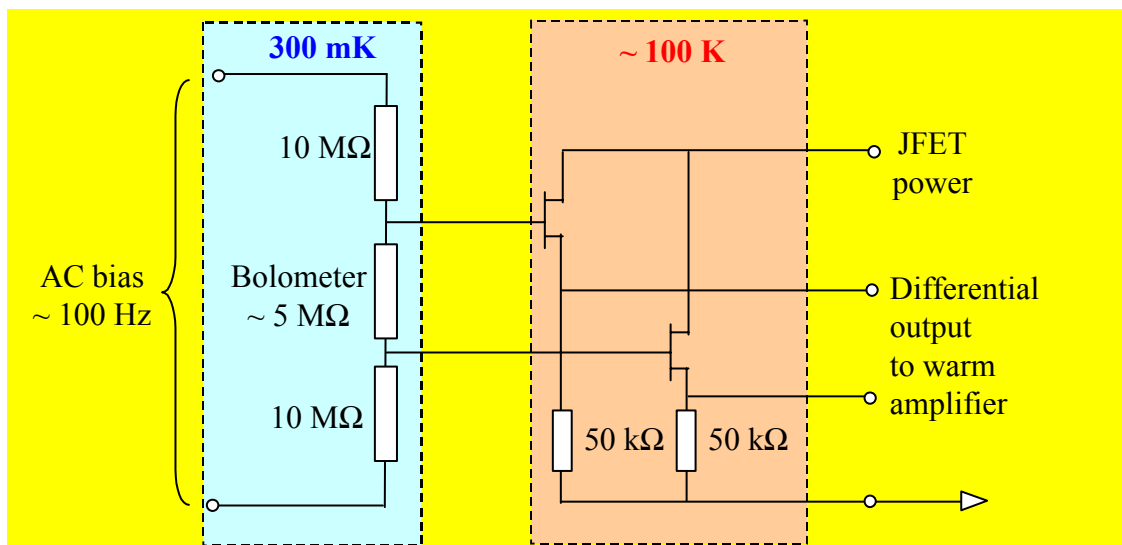 300 mK
~ 100 K
10 MΩ
JFET
power
AC bias
~ 100 Hz
Bolometer
~ 5 MΩ
Differential
output
to warm
amplifier
10 MΩ
50 kΩ
50 kΩ